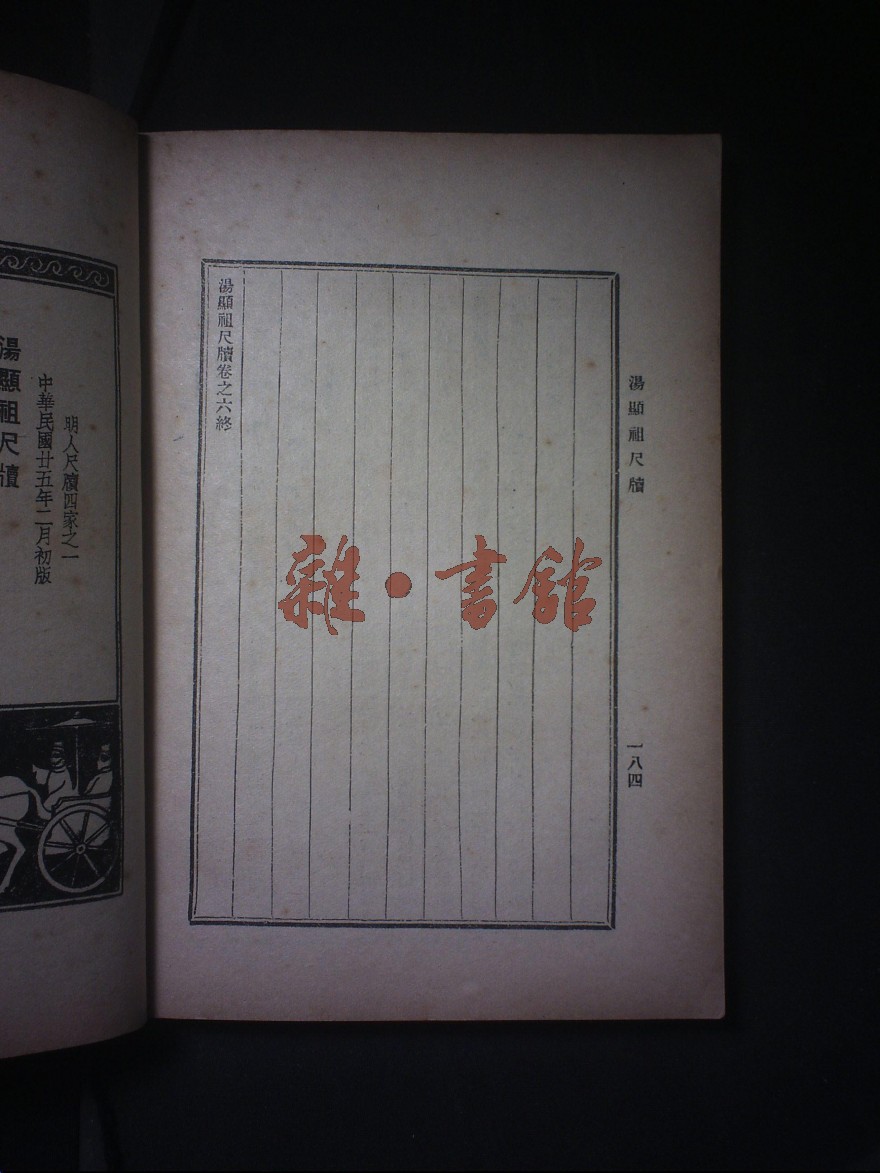 湯顯祖尺牘
一八四
湯顯祖尺牘卷之六終
雜·書館
明人尺牘四家之一
中華民國廿五年二月初版
湯顯祖尺牘